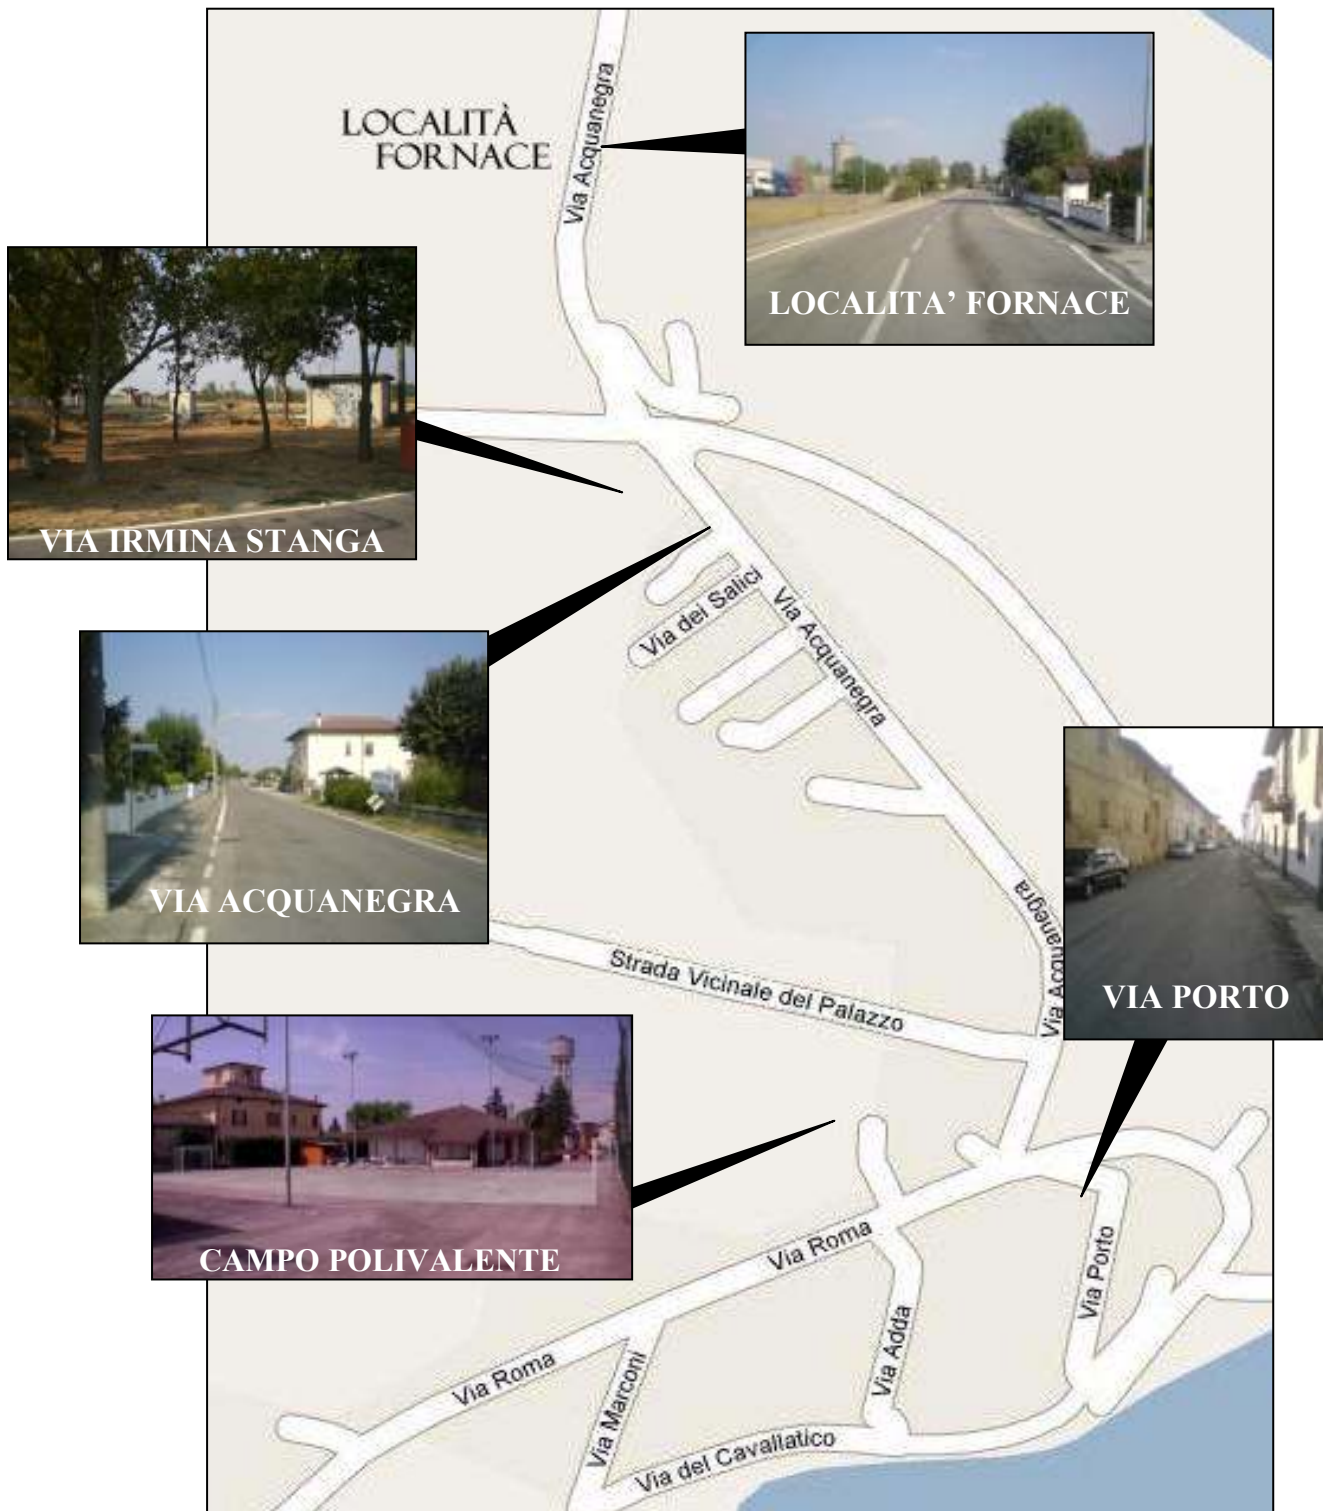 LOCALITÀ
FORNACE
Via Acquanegra
LOCALITA’ FORNACE
VIA IRMINA STANGA
Via dei Salici
Via Acquanegra
VIA ACQUANEGRA
Via Acquanegra
Strada Vicinale del Palazzo
VIA PORTO
CAMPO POLIVALENTE
Via Roma
Via Porto
Via Adda
Via Roma
Via Marconi
Via del Cavallatico